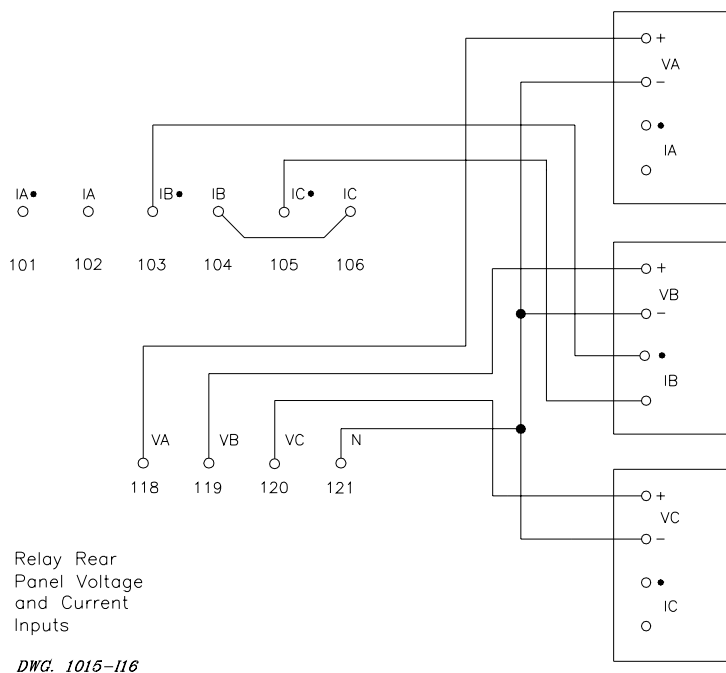 +
VA
−
IA
IA IA IB IB IC IC
101 102 103 104 105 106
+
VB
−
IB
VA VB VC N
118 119 120 121
+
VC
−
IC
Relay Rear
Panel Voltage
and Current
Inputs
DWG. 1015-I16